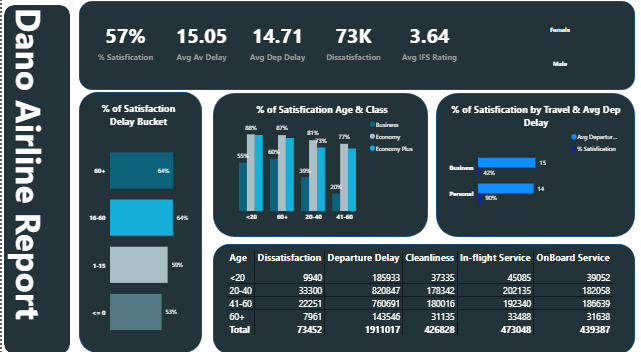 Dano Airline Report
57%
% Satisfication
15.05
Avg Av Delay
14.71
Avg Dep Delay
73K
Dissatisfaction
3.64
Avg IFS Rating
Female
Male
% of Satisfaction
Delay Bucket
60+
64%
16-60
64%
1-15
59%
<= 0
53%
% of Satisfication Age & Class
Business
Economy
Economy Plus
55%
88%
60%
87%
39%
81%
73%
20%
77%
<20
60+
20-40
41-60
% of Satisfication by Travel & Avg Dep
Delay
Avg Departur...
% Satisfication
Business
15
42%
Personal
14
90%
Age Dissatisfaction Departure Delay Cleanliness In-flight Service OnBoard Service
<20 9940 185933 37335 45085 39052
20-40 33300 820847 178342 202135 182058
41-60 22251 760691 180016 192340 186639
60+ 7961 143546 31135 33488 31638
Total 73452 1911017 426828 473048 439387